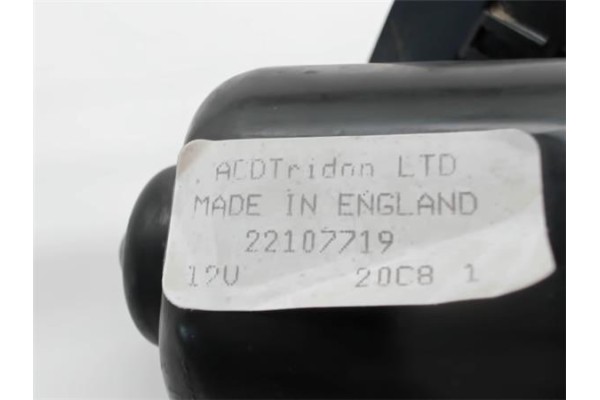 . ACDTridon LTD
MADE IN ENGLAND
22107719
12V 20C8 1